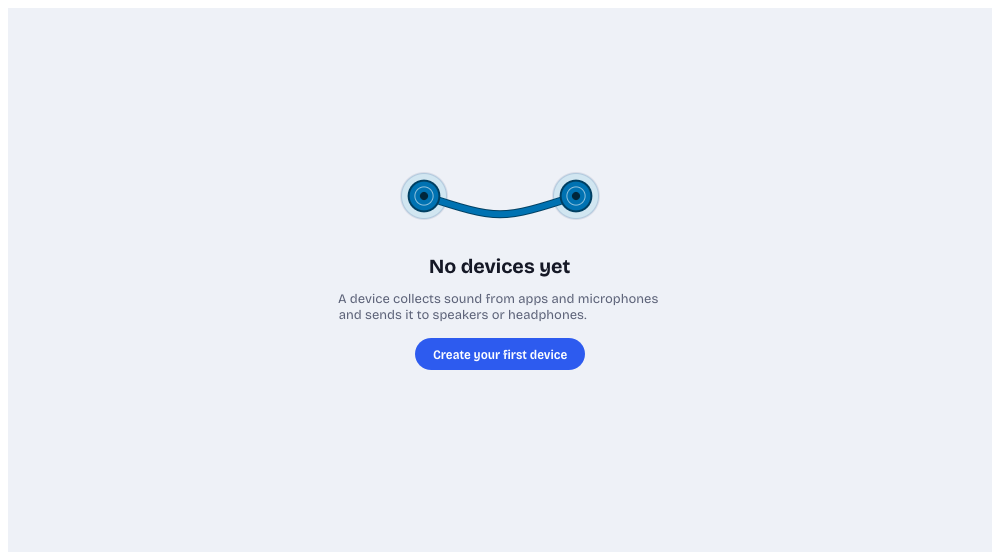 No devices yet
A device collects sound from apps and microphones
and sends it to speakers or headphones.
Create your first device